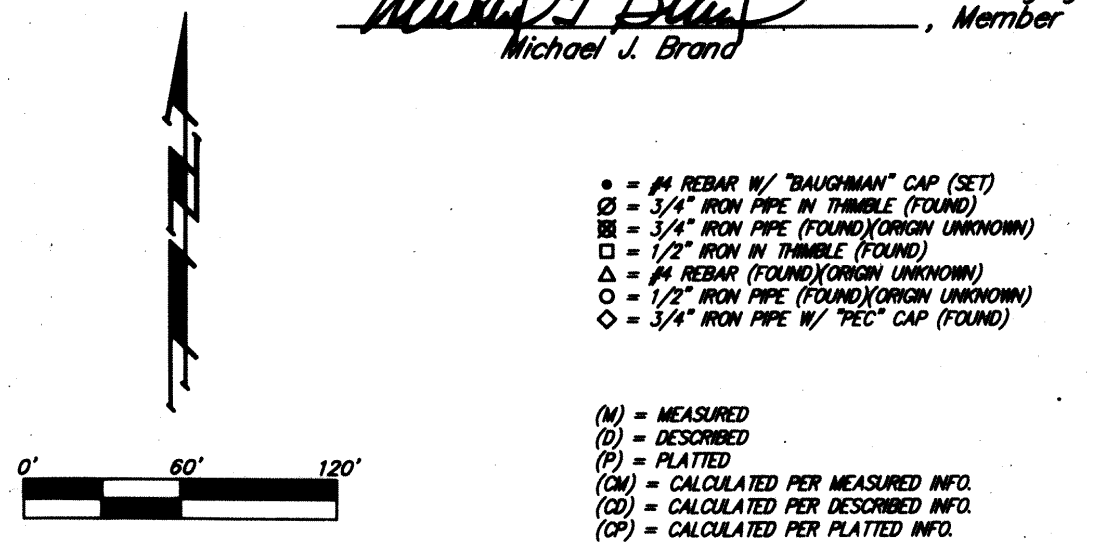 , Member
Michael J. Brand
● = #4 REBAR W/ "BAUGHMAN" CAP (SET)
Ø = 3/4" IRON PIPE IN THIMBLE (FOUND)
= 3/4" IRON PIPE (FOUND)(ORIGIN UNKNOWN)
□ = 1/2" IRON IN THIMBLE (FOUND)
△ = #4 REBAR (FOUND)(ORIGIN UNKNOWN)
○ = 1/2" IRON PIPE (FOUND)(ORIGIN UNKNOWN)
◇ = 3/4" IRON PIPE W/ "PEC" CAP (FOUND)
(M) = MEASURED
(D) = DESCRIBED
(P) = PLATTED
(CM) = CALCULATED PER MEASURED INFO.
(CD) = CALCULATED PER DESCRIBED INFO.
(CP) = CALCULATED PER PLATTED INFO.
0' 60' 120'